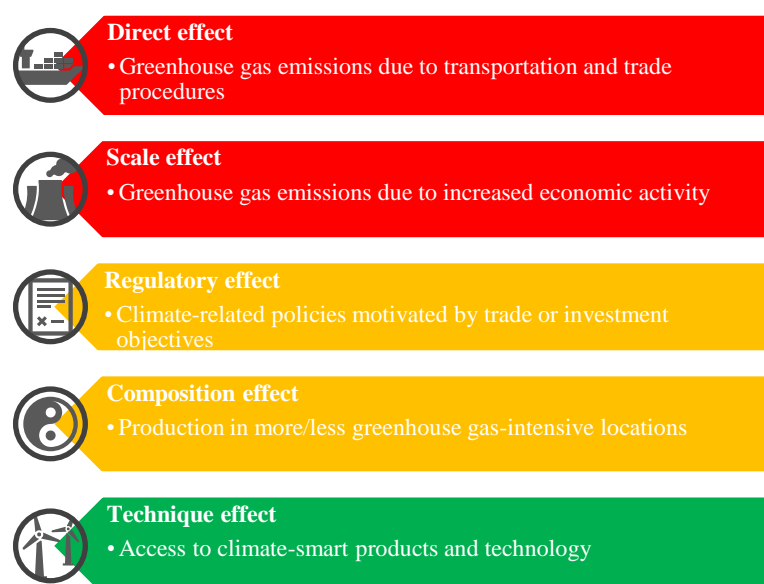 Direct effect
• Greenhouse gas emissions due to transportation and trade
procedures
Scale effect
• Greenhouse gas emissions due to increased economic activity
Regulatory effect
• Climate-related policies motivated by trade or investment
objectives
Composition effect
• Production in more/less greenhouse gas-intensive locations
Technique effect
• Access to climate-smart products and technology